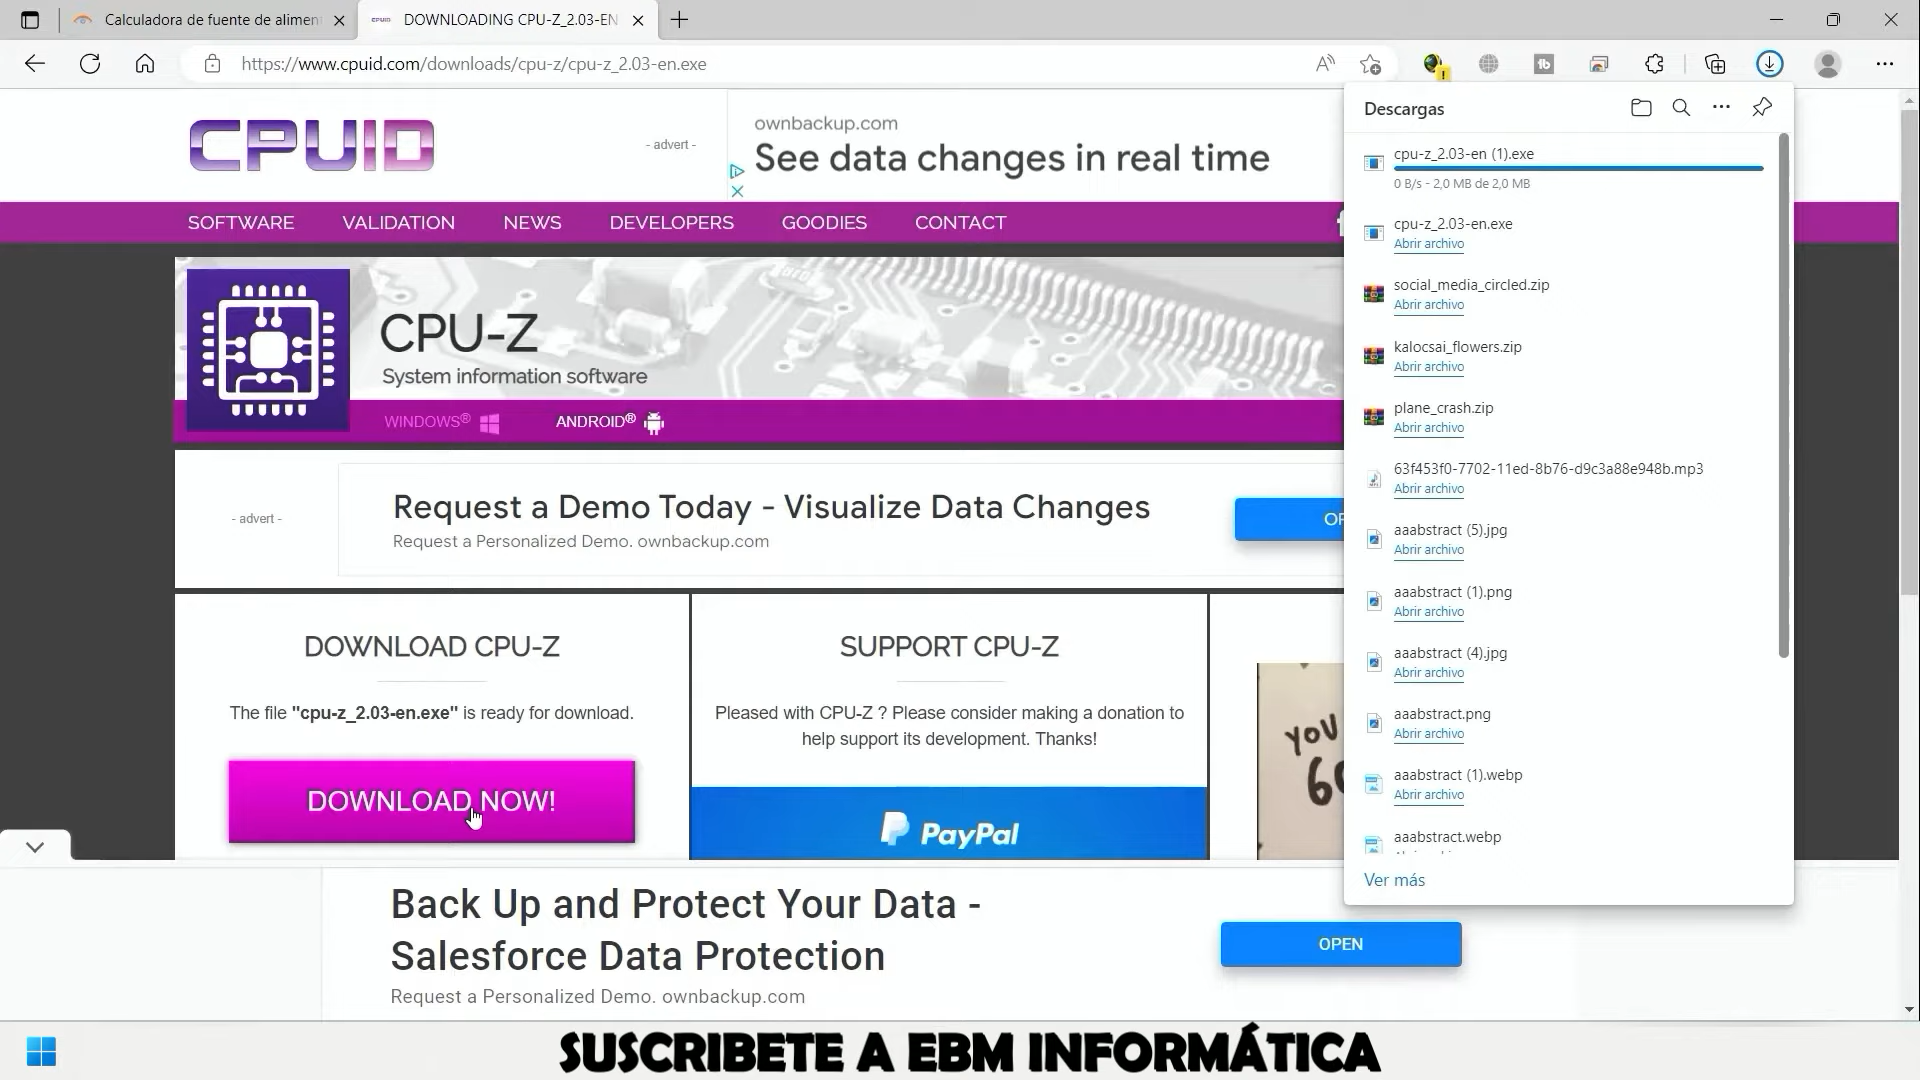 Calculadora de fuente de alimen
CPUID
DOWNLOADING CPU-Z_2.03-EN
https://www.cpuid.com/downloads/cpu-z/cpu-z_2.03-en.exe
CPUID
- advert -
ownbackup.com
See data changes in real time
SOFTWARE
VALIDATION
NEWS
DEVELOPERS
GOODIES
CONTACT
CPU-Z
System information software
WINDOWS®
ANDROID®
- advert -
Request a Demo Today - Visualize Data Changes
Request a Personalized Demo. ownbackup.com
DOWNLOAD CPU-Z
The file "cpu-z_2.03-en.exe" is ready for download.
DOWNLOAD NOW!
SUPPORT CPU-Z
Pleased with CPU-Z ? Please consider making a donation to
help support its development. Thanks!
PayPal
YOU
Descargas
cpu-z_2.03-en (1).exe
0 B/s - 2,0 MB de 2,0 MB
cpu-z_2.03-en.exe
Abrir archivo
social_media_circled.zip
Abrir archivo
kalocsai_flowers.zip
Abrir archivo
plane_crash.zip
Abrir archivo
63f453f0-7702-11ed-8b76-d9c3a88e948b.mp3
Abrir archivo
aaabstract (5).jpg
Abrir archivo
aaabstract (1).png
Abrir archivo
aaabstract (4).jpg
Abrir archivo
aaabstract.png
Abrir archivo
aaabstract (1).webp
Abrir archivo
aaabstract.webp
Ver más
Back Up and Protect Your Data -
Salesforce Data Protection
Request a Personalized Demo. ownbackup.com
OPEN
SUSCRIBETE A EBM INFORMÁTICA